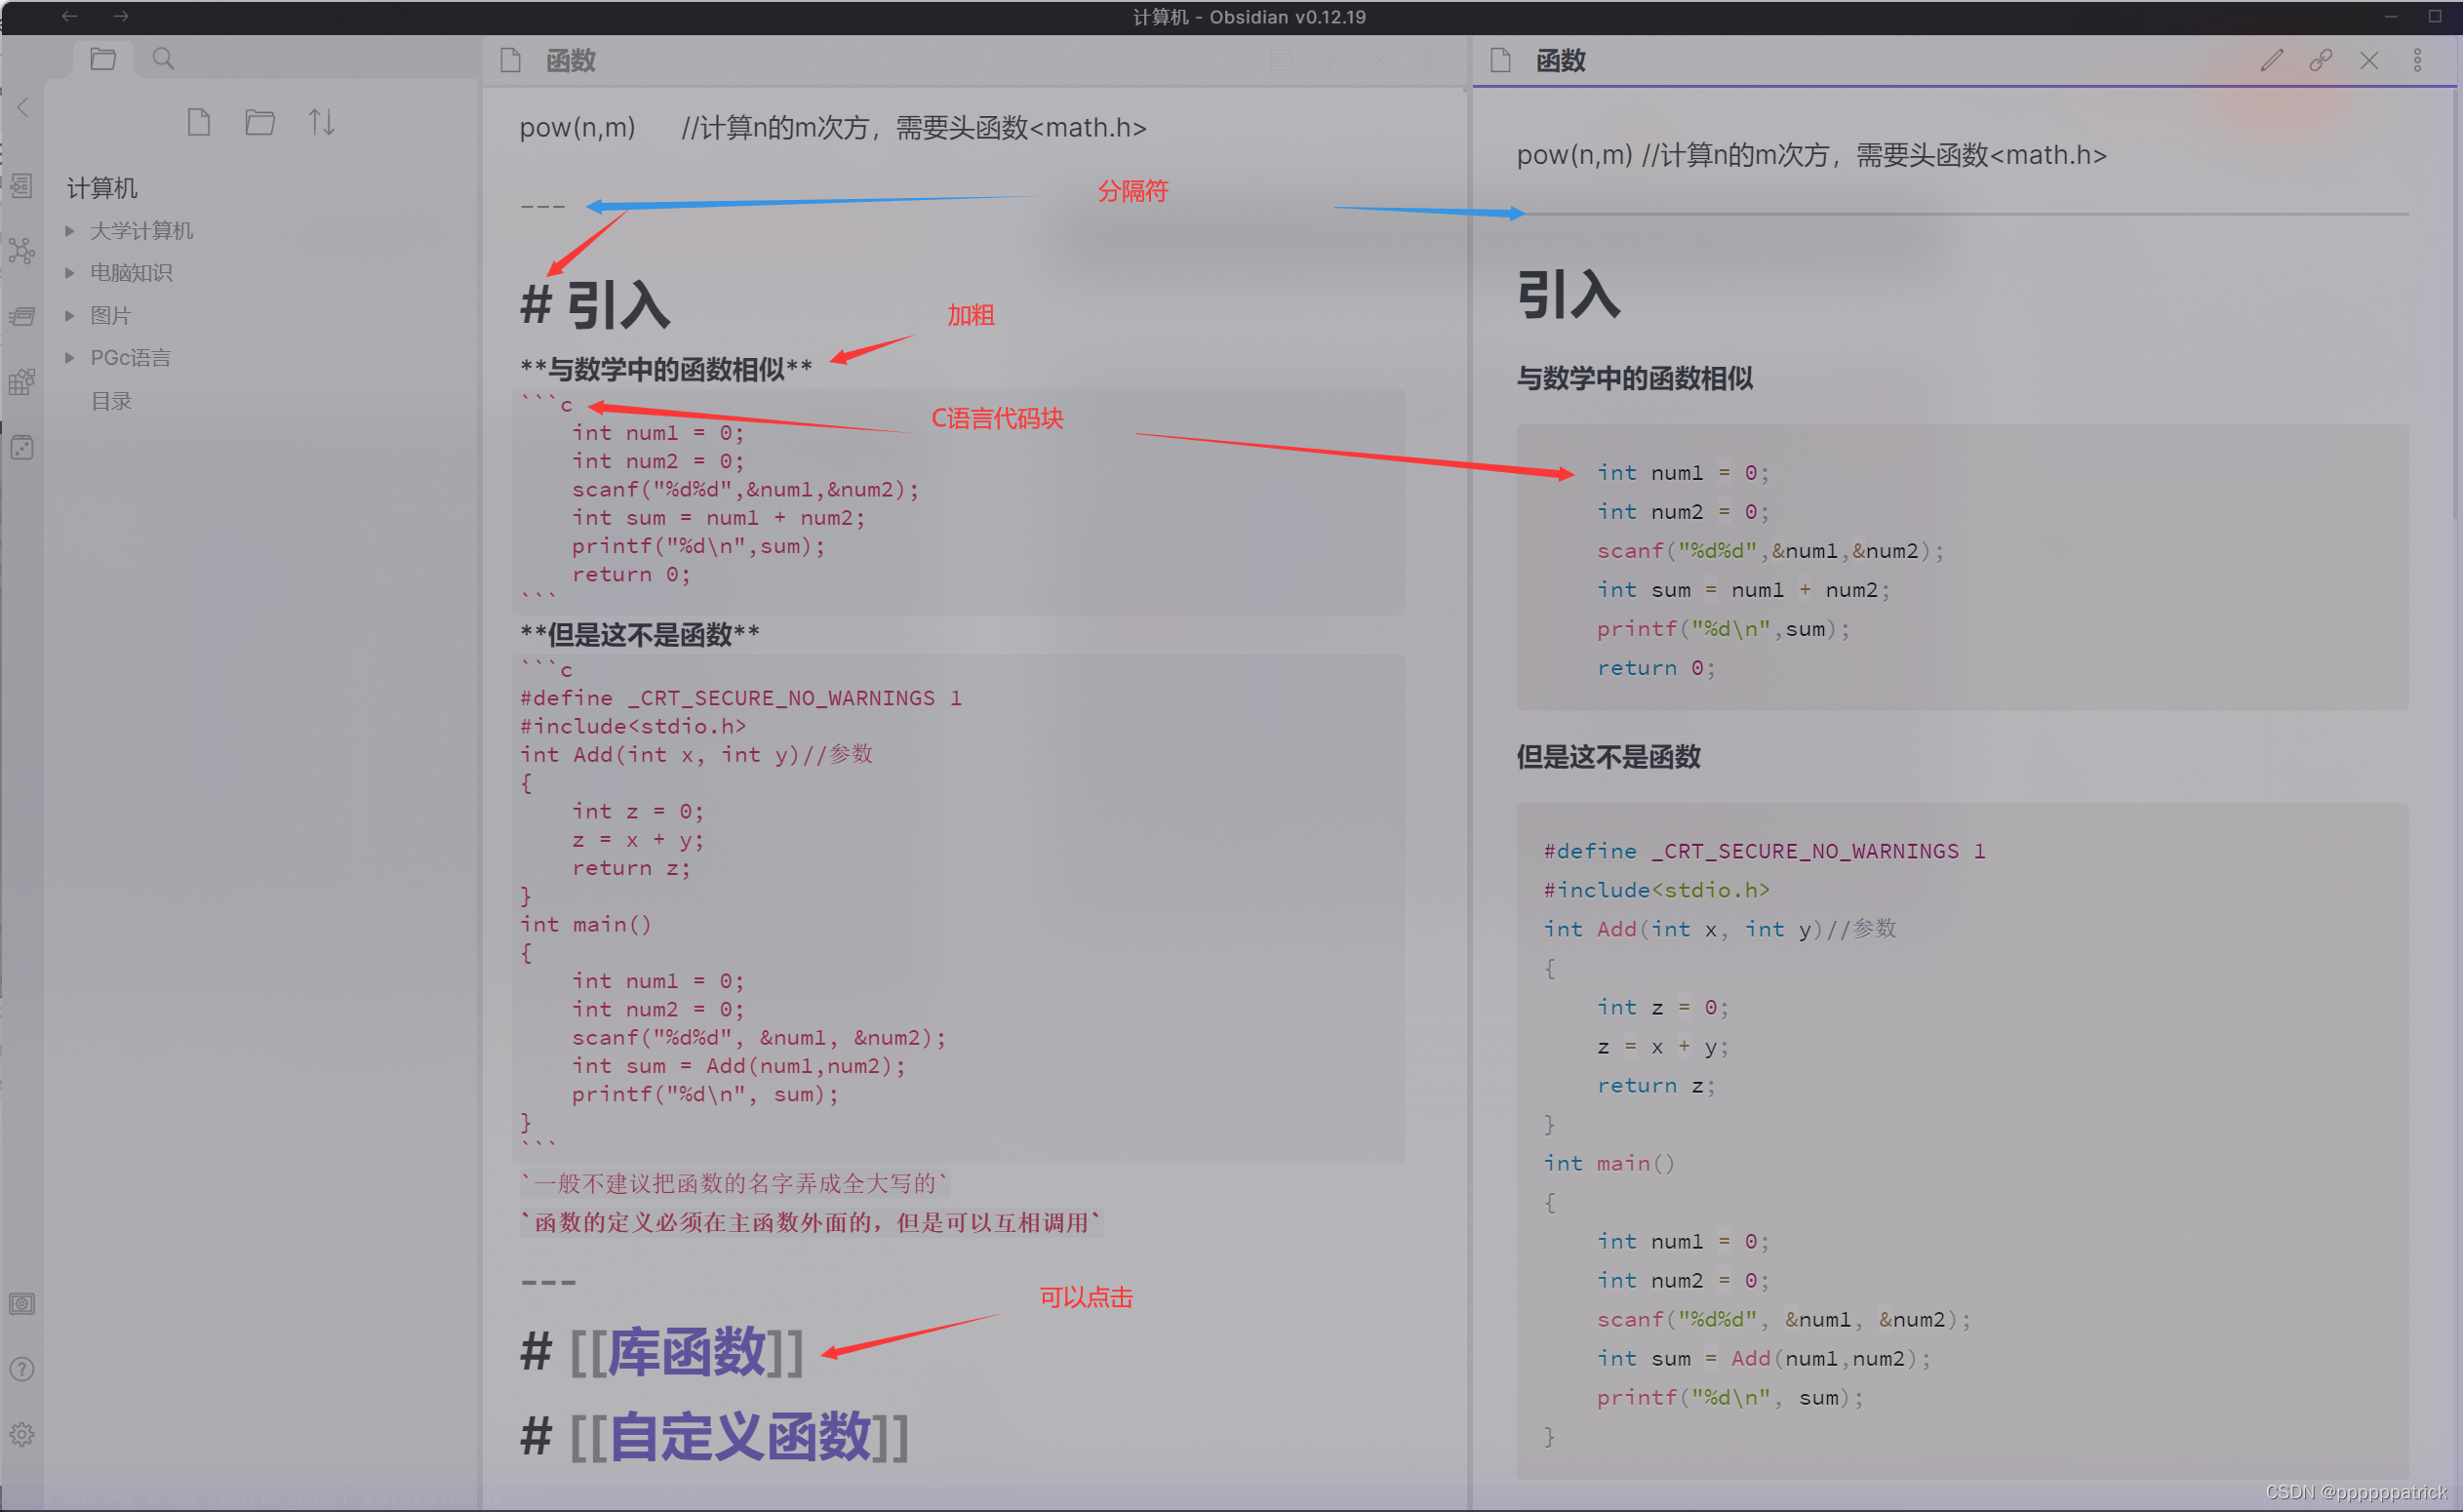 计算机 - Obsidian v0.12.19
计算机
大学计算机
电脑知识
图片
PGc语言
目录
函数
pow(n,m) //计算n的m次方，需要头函数<math.h>
---
分隔符
# 引入
加粗
**与数学中的函数相似**
```c
C语言代码块
    int num1 = 0;
    int num2 = 0;
    scanf("%d%d",&num1,&num2);
    int sum = num1 + num2;
    printf("%d\n",sum);
    return 0;
```
**但是这不是函数**
```c
#define _CRT_SECURE_NO_WARNINGS 1
#include<stdio.h>
int Add(int x, int y)//参数
{
    int z = 0;
    z = x + y;
    return z;
}
int main()
{
    int num1 = 0;
    int num2 = 0;
    scanf("%d%d", &num1, &num2);
    int sum = Add(num1,num2);
    printf("%d\n", sum);
}
```
`一般不建议把函数的名字弄成全大写的`
`函数的定义必须在主函数外面的，但是可以互相调用`
---
可以点击
# [[库函数]]
# [[自定义函数]]
函数
pow(n,m) //计算n的m次方，需要头函数<math.h>
引入
与数学中的函数相似
    int num1 = 0;
    int num2 = 0;
    scanf("%d%d",&num1,&num2);
    int sum = num1 + num2;
    printf("%d\n",sum);
    return 0;
但是这不是函数
#define _CRT_SECURE_NO_WARNINGS 1
#include<stdio.h>
int Add(int x, int y)//参数
{
    int z = 0;
    z = x + y;
    return z;
}
int main()
{
    int num1 = 0;
    int num2 = 0;
    scanf("%d%d", &num1, &num2);
    int sum = Add(num1,num2);
    printf("%d\n", sum);
}
CSDN @ppppppatrick